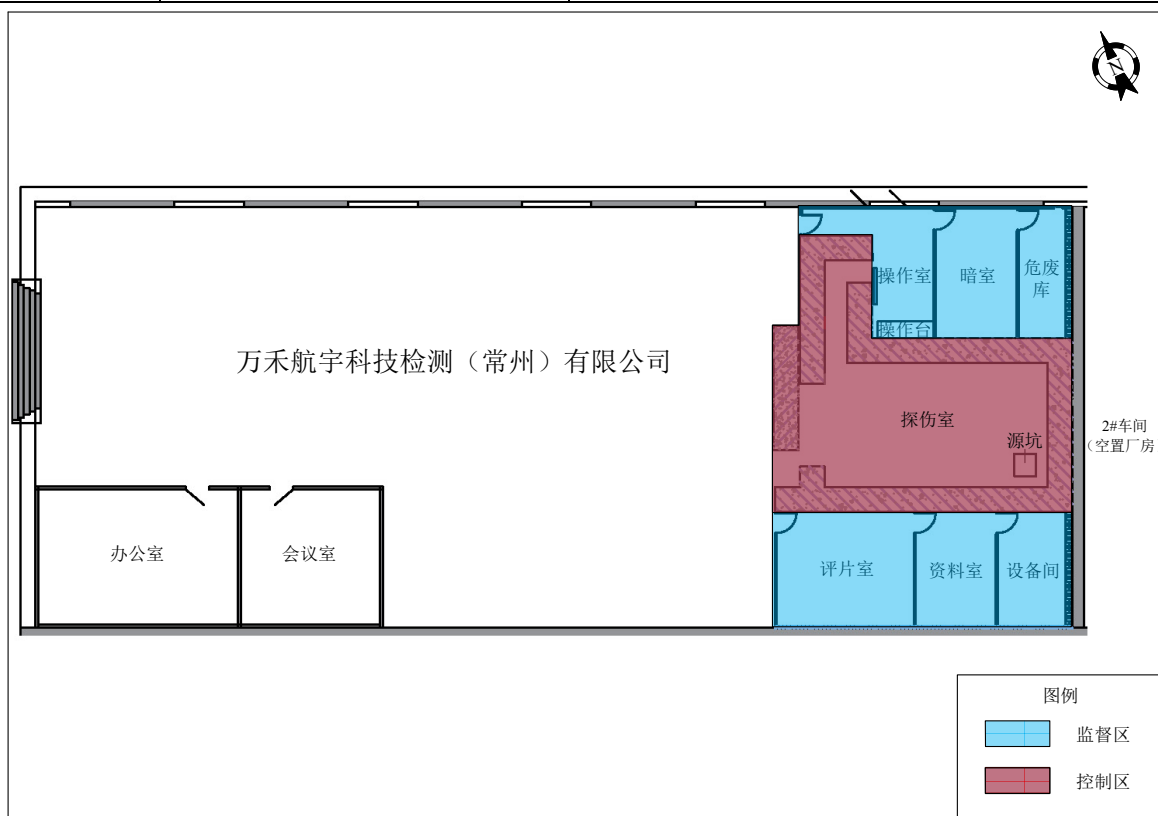 N
操作室
暗室
危废
库
操作台
万禾航宇科技检测（常州）有限公司
探伤室
源坑
2#车间
（空置厂房
办公室
会议室
评片室
资料室
设备间
图例
监督区
控制区